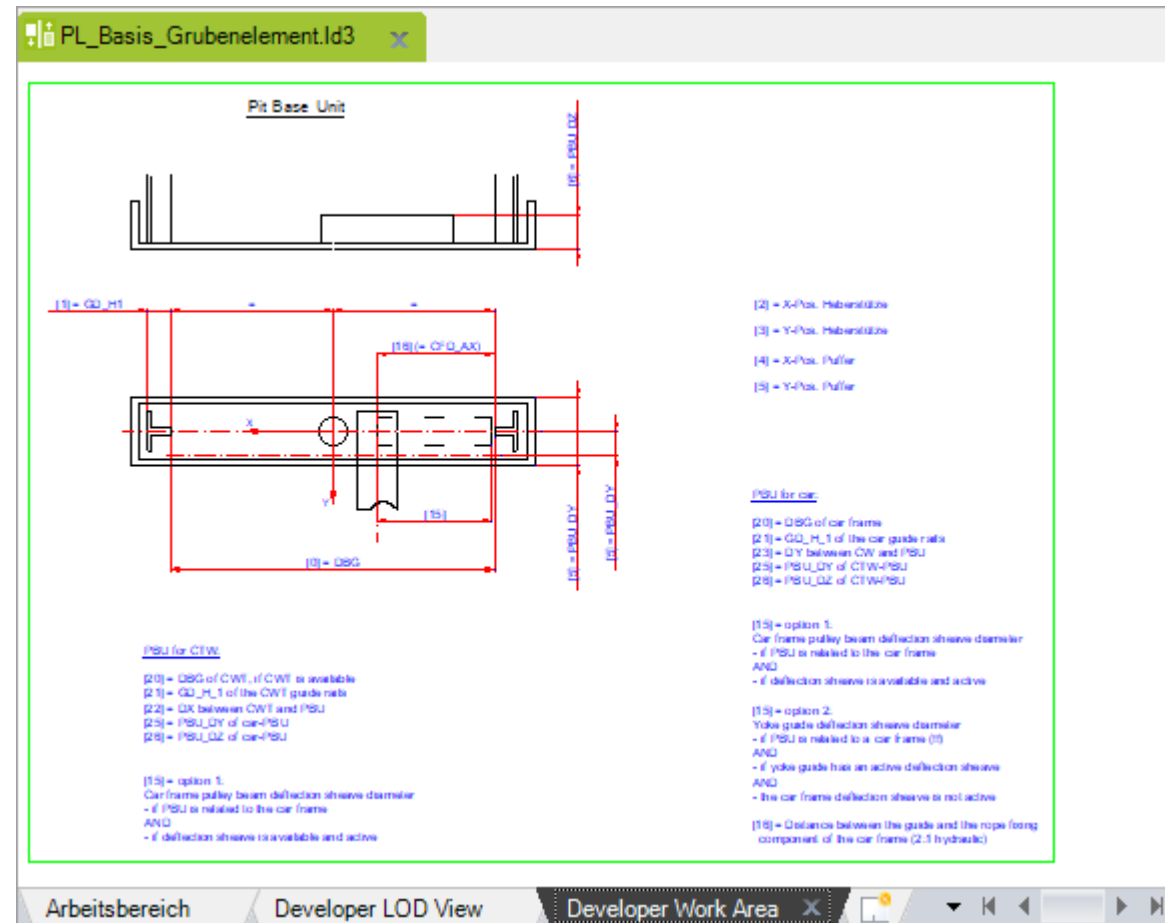 PL_Basis_Grubenelement.ld3
Pit Base Unit
[6] = PBU_DZ
[1] = GD_H1
=
=
[16] (= CFD_AX)
X
Y
[15]
[0] = DBG
[5] = PBU_DY
[5] = PBU_DY
[2] = X-Pos. Heberstütze
[3] = Y-Pos. Heberstütze
[4] = X-Pos. Puffer
[5] = Y-Pos. Puffer
PBU for CTW:
[20] = DBG of CWT, if CWT is available
[21] = GD_H_1 of the CWT guide rails
[22] = DX between CWT and PBU
[25] = PBU_DY of car-PBU
[26] = PBU_DZ of car-PBU
[15] = option 1:
Car frame pulley beam deflection sheave diameter
- if PBU is related to the car frame
AND
- if deflection sheave is available and active
PBU for car:
[20] = DBG of car frame
[21] = GD_H_1 of the car guide rails
[23] = DY between CW and PBU
[25] = PBU_DY of CTW-PBU
[26] = PBU_DZ of CTW-PBU
[15] = option 1:
Car frame pulley beam deflection sheave diameter
- if PBU is related to the car frame
AND
- if deflection sheave is available and active
[15] = option 2:
Yoke guide deflection sheave diameter
- if PBU is related to a car frame (!!)
AND
- if yoke guide has an active deflection sheave
AND
- the car frame deflection sheave is not active
[16] = Distance between the guide and the rope fixing
component of the car frame (2:1 hydraulic)
Arbeitsbereich
Developer LOD View
Developer Work Area